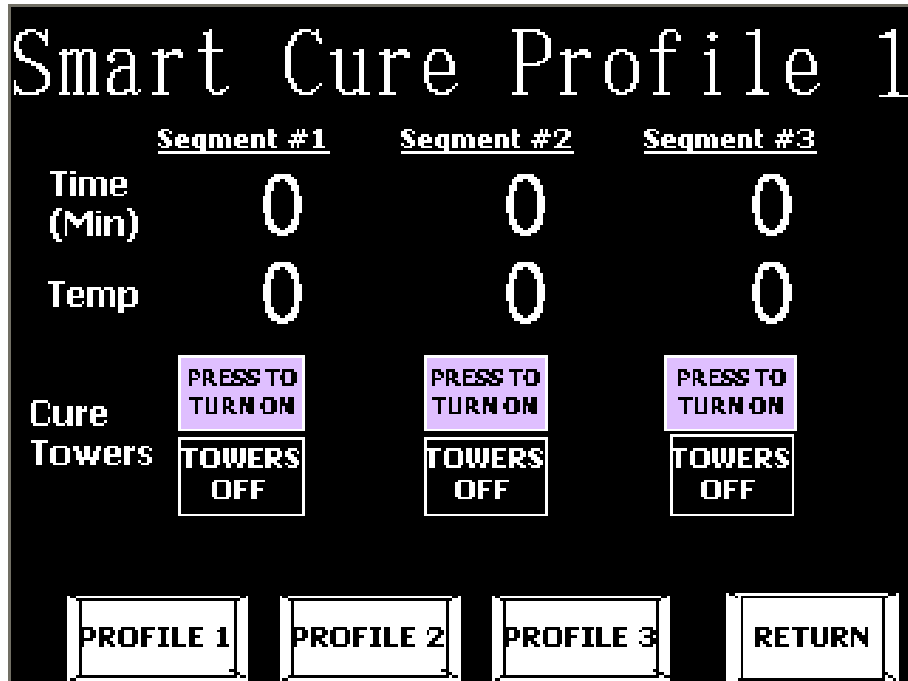 Smart Cure Profile 1
Segment #1 Segment #2 Segment #3
Time
(Min) 0 0 0
Temp 0 0 0
PRESS TO PRESS TO PRESS TO
TURN ON TURN ON TURN ON
Cure
Towers
TOWERS TOWERS TOWERS
OFF OFF OFF
PROFILE 1 PROFILE 2 PROFILE 3 RETURN